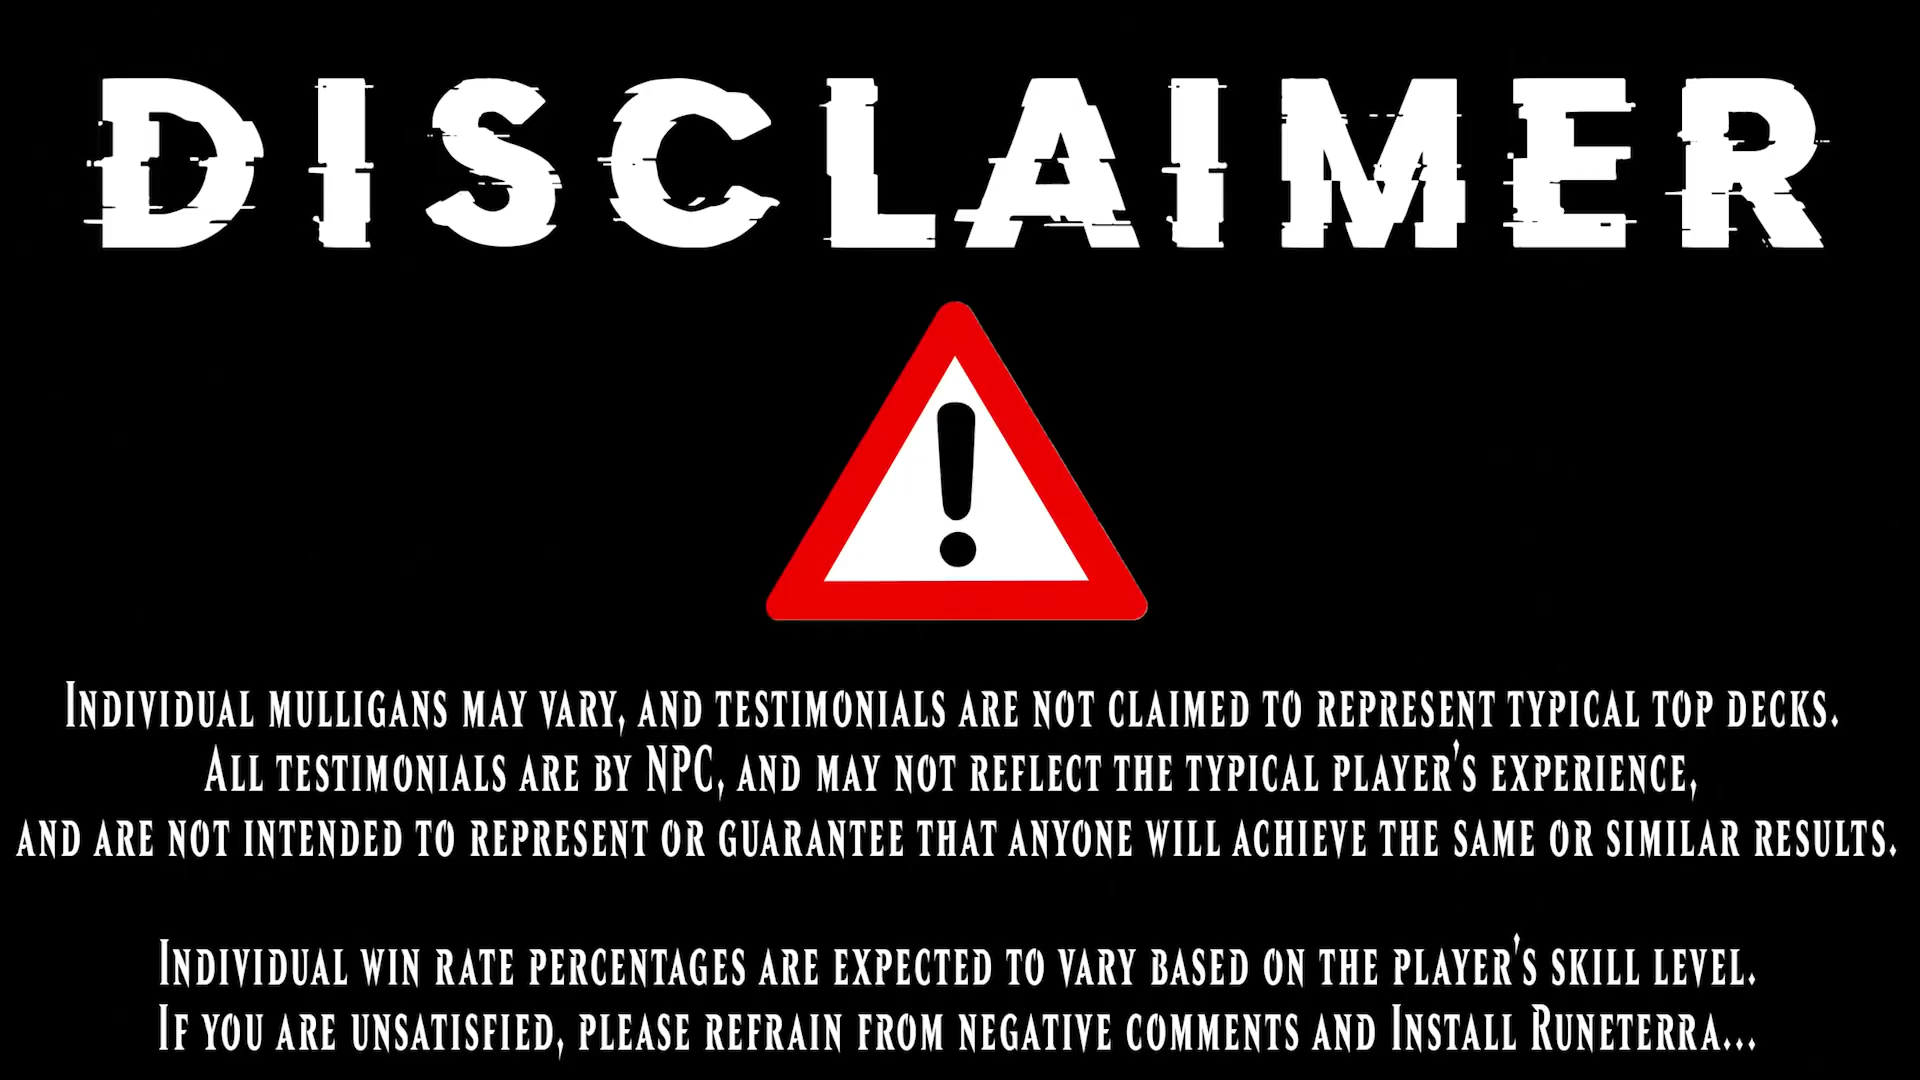 DISCLAIMER
Individual mulligans may vary, and testimonials are not claimed to represent typical top decks.
All testimonials are by NPC, and may not reflect the typical player's experience,
and are not intended to represent or guarantee that anyone will achieve the same or similar results.
Individual win rate percentages are expected to vary based on the player's skill level.
If you are unsatisfied, please refrain from negative comments and Install Runeterra...